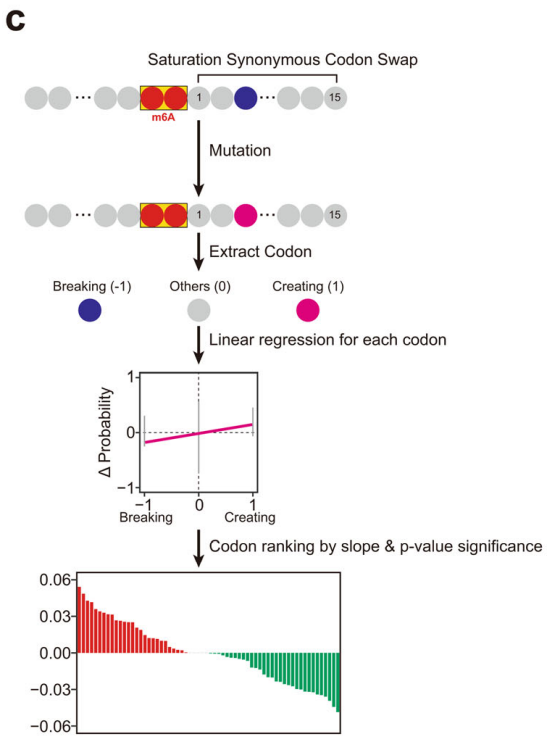 c
Saturation Synonymous Codon Swap
··· 1 ··· 15
m6A
Mutation
··· 1 ··· 15
Extract Codon
Breaking (-1) Others (0) Creating (1)
Linear regression for each codon
Δ Probability
1
0
−1
−1 0 1
Breaking Creating
Codon ranking by slope & p-value significance
0.06
0.03
0.00
−0.03
−0.06